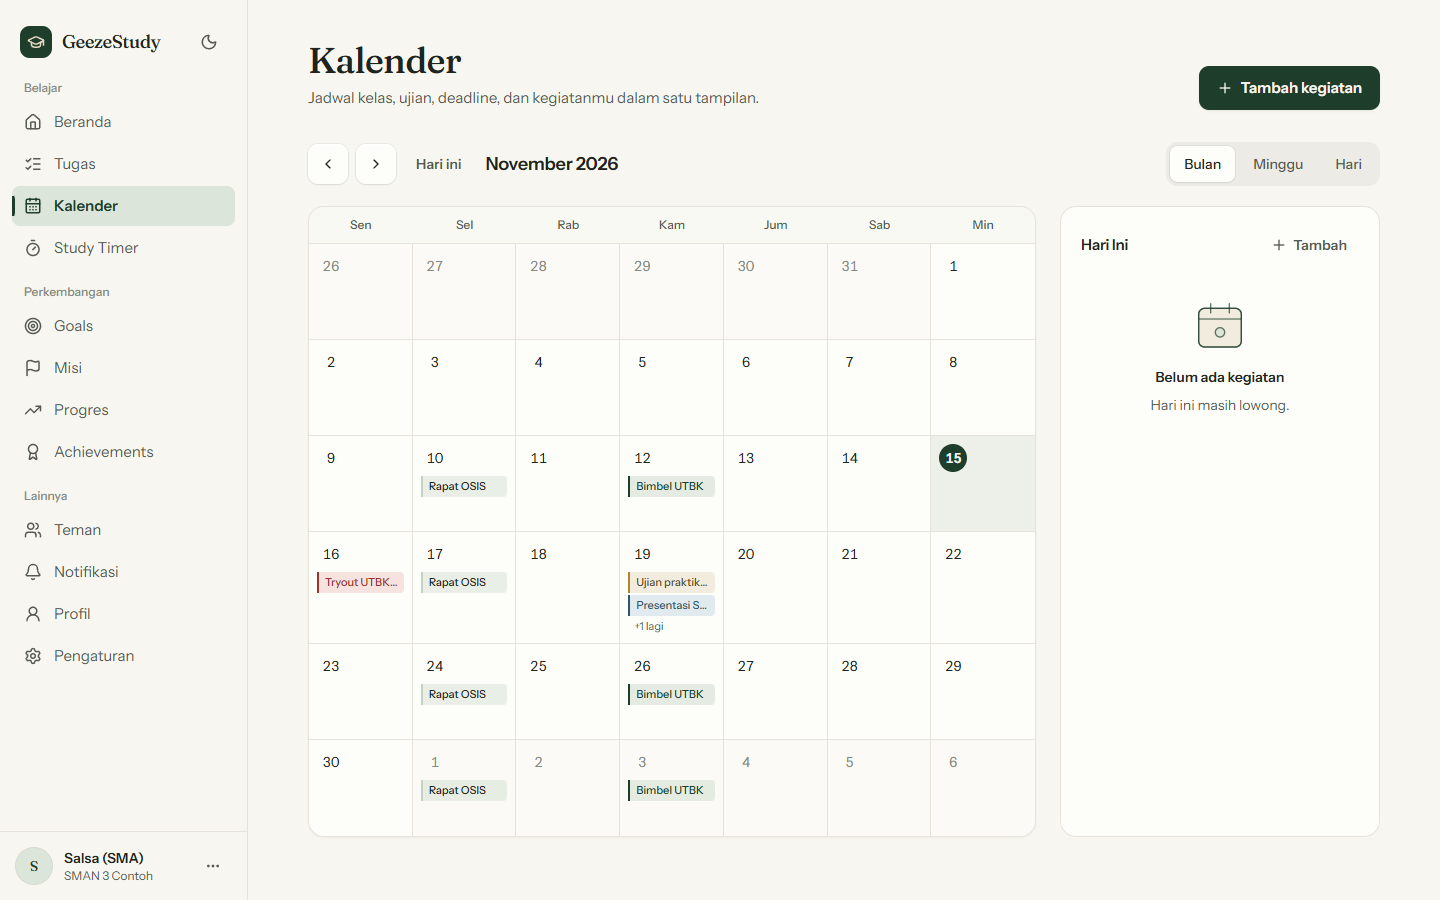 GeezeStudy
Belajar
Beranda
Tugas
Kalender
Study Timer
Perkembangan
Goals
Misi
Progres
Achievements
Lainnya
Teman
Notifikasi
Profil
Pengaturan
S
Salsa (SMA)
SMAN 3 Contoh
Kalender
Jadwal kelas, ujian, deadline, dan kegiatanmu dalam satu tampilan.
+ Tambah kegiatan
Hari ini
November 2026
Bulan Minggu Hari
Sen Sel Rab Kam Jum Sab Min
26 27 28 29 30 31 1
2 3 4 5 6 7 8
9 10 11 12 13 14 15
Rapat OSIS Bimbel UTBK
16 17 18 19 20 21 22
Tryout UTBK... Rapat OSIS Ujian praktik...
Presentasi S...
+1 lagi
23 24 25 26 27 28 29
Rapat OSIS Bimbel UTBK
30 1 2 3 4 5 6
Rapat OSIS Bimbel UTBK
Hari Ini
+ Tambah
Belum ada kegiatan
Hari ini masih lowong.